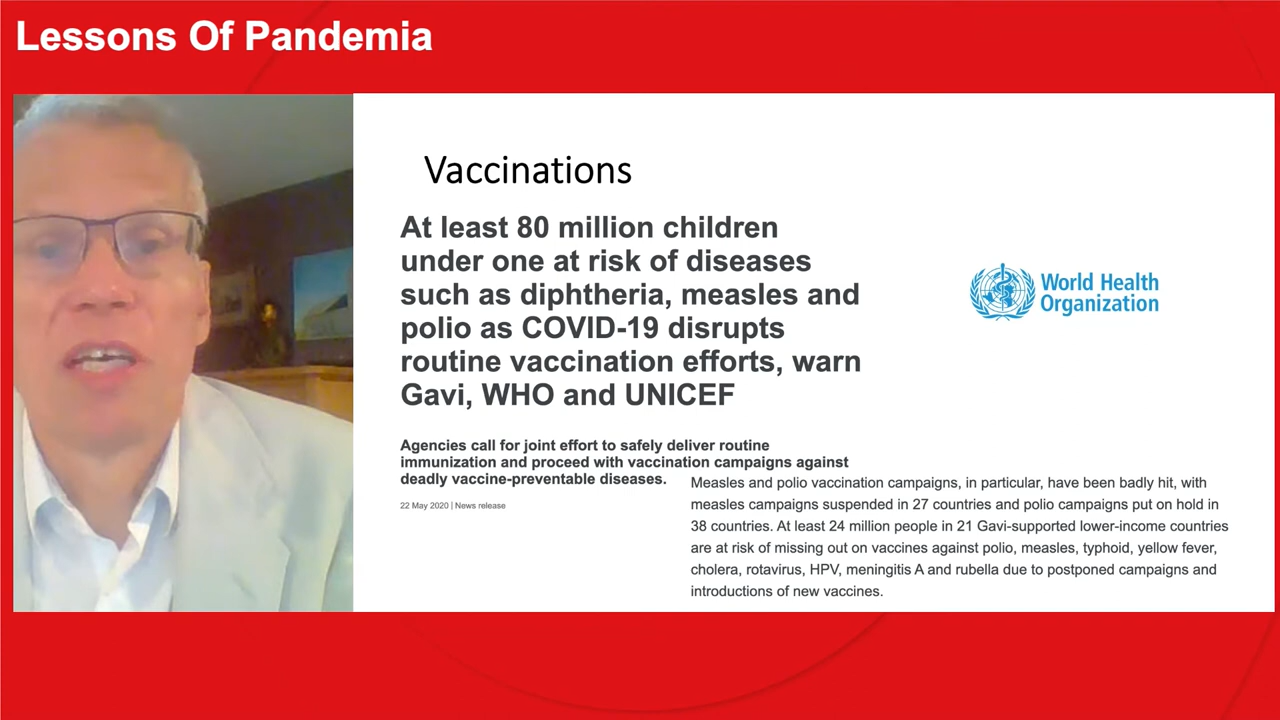 Lessons Of Pandemia
Vaccinations
At least 80 million children
under one at risk of diseases
such as diphtheria, measles and
polio as COVID-19 disrupts
routine vaccination efforts, warn
Gavi, WHO and UNICEF
World Health
Organization
Agencies call for joint effort to safely deliver routine
immunization and proceed with vaccination campaigns against
deadly vaccine-preventable diseases.
22 May 2020 | News release
Measles and polio vaccination campaigns, in particular, have been badly hit, with
measles campaigns suspended in 27 countries and polio campaigns put on hold in
38 countries. At least 24 million people in 21 Gavi-supported lower-income countries
are at risk of missing out on vaccines against polio, measles, typhoid, yellow fever,
cholera, rotavirus, HPV, meningitis A and rubella due to postponed campaigns and
introductions of new vaccines.